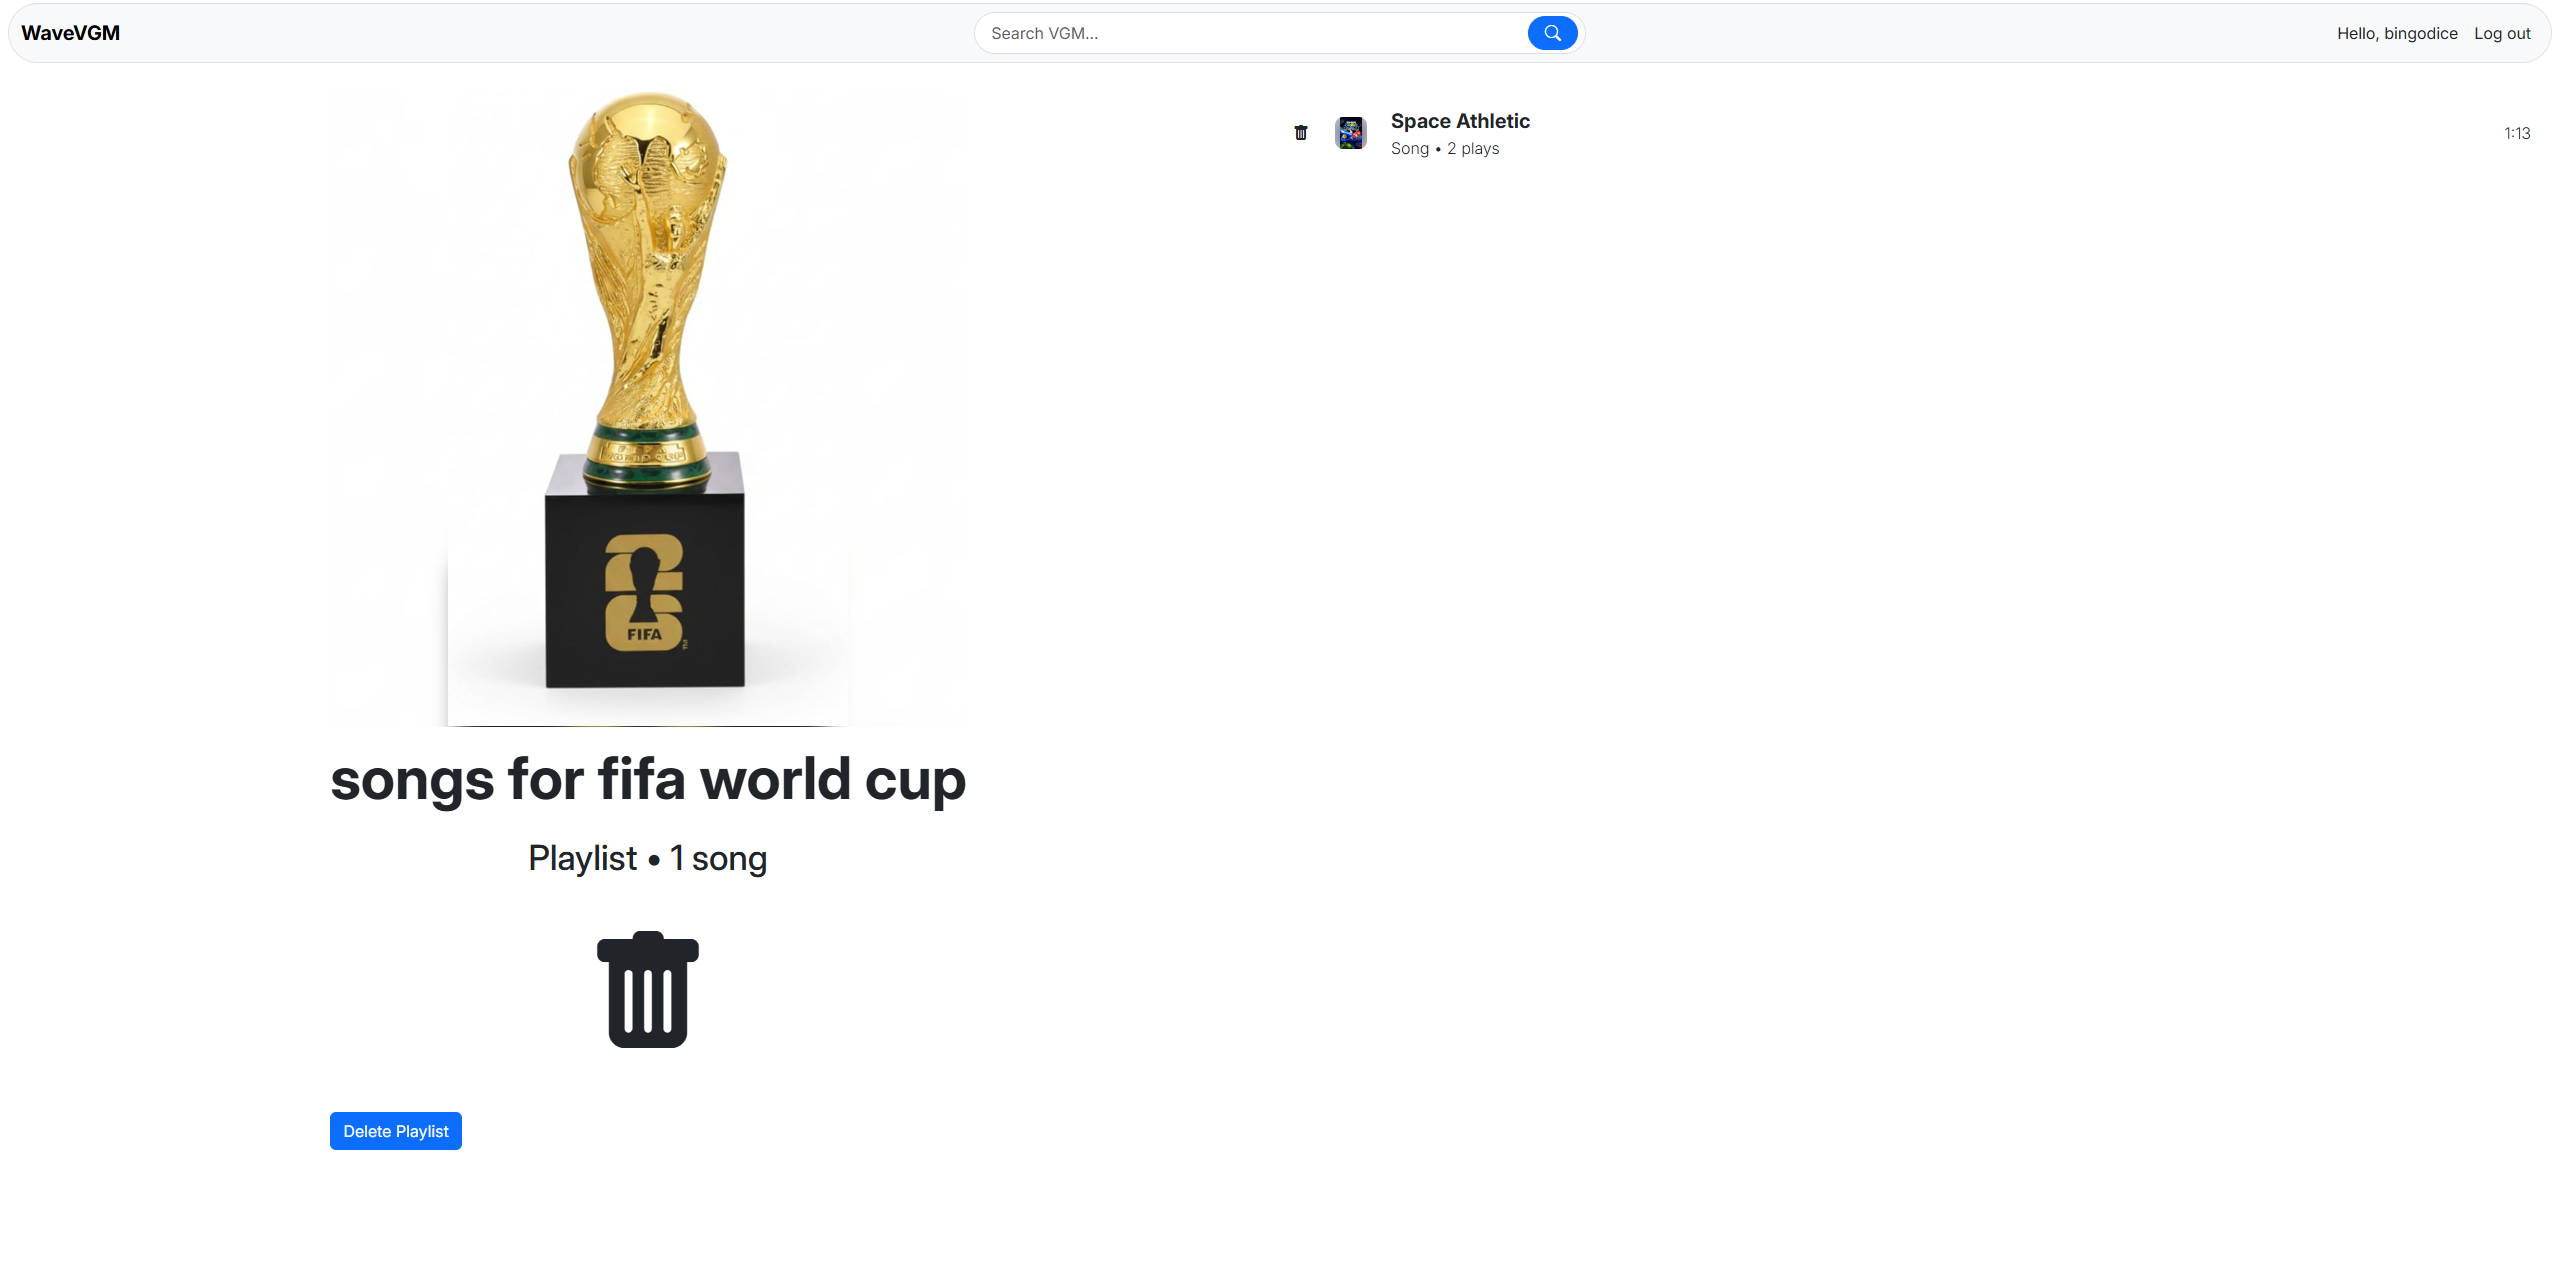 WaveVGM
Search VGM...
Hello, bingodice
Log out
FIFA
TM
songs for fifa world cup
Playlist • 1 song
Delete Playlist
Space Athletic
Song • 2 plays
1:13